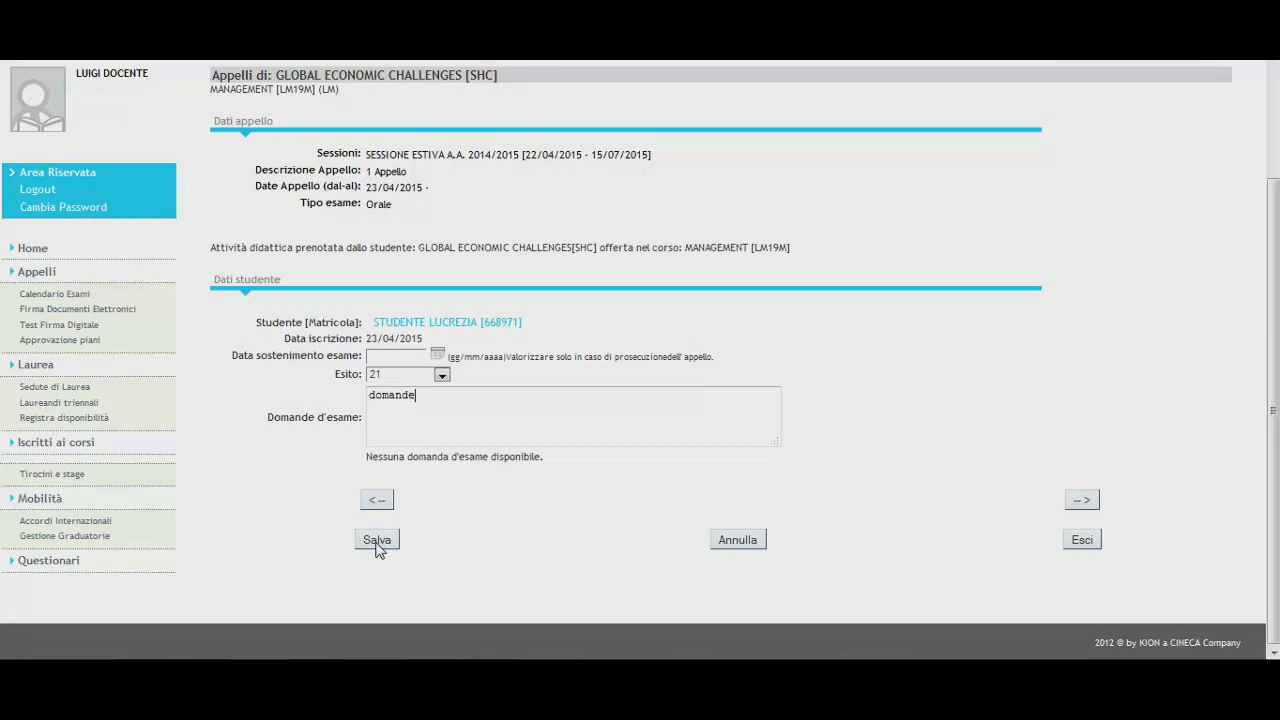 LUIGI DOCENTE
Area Riservata
Logout
Cambia Password
Home
Appelli
Calendario Esami
Firma Documenti Elettronici
Test Firma Digitale
Approvazione piani
Laurea
Sedute di Laurea
Laureandi triennali
Registra disponibilità
Iscritti ai corsi
Tirocini e stage
Mobilità
Accordi Internazionali
Gestione Graduatorie
Questionari
Appelli di: GLOBAL ECONOMIC CHALLENGES [SHC]
MANAGEMENT [LM19M] (LM)
Dati appello
Sessioni: SESSIONE ESTIVA A.A. 2014/2015 [22/04/2015 - 15/07/2015]
Descrizione Appello: 1 Appello
Date Appello (dal-al): 23/04/2015 -
Tipo esame: Orale
Attività didattica prenotata dallo studente: GLOBAL ECONOMIC CHALLENGES[SHC] offerta nel corso: MANAGEMENT [LM19M]
Dati studente
Studente [Matricola]: STUDENTE LUCREZIA [668971]
Data iscrizione: 23/04/2015
Data sostenimento esame: (gg/mm/aaaa)Valorizzare solo in caso di prosecuzionedell' appello.
Esito: 21
Domande d'esame: domande
Nessuna domanda d'esame disponibile.
< -- -- >
Salva Annulla Esci
2012 © by KION a CINECA Company